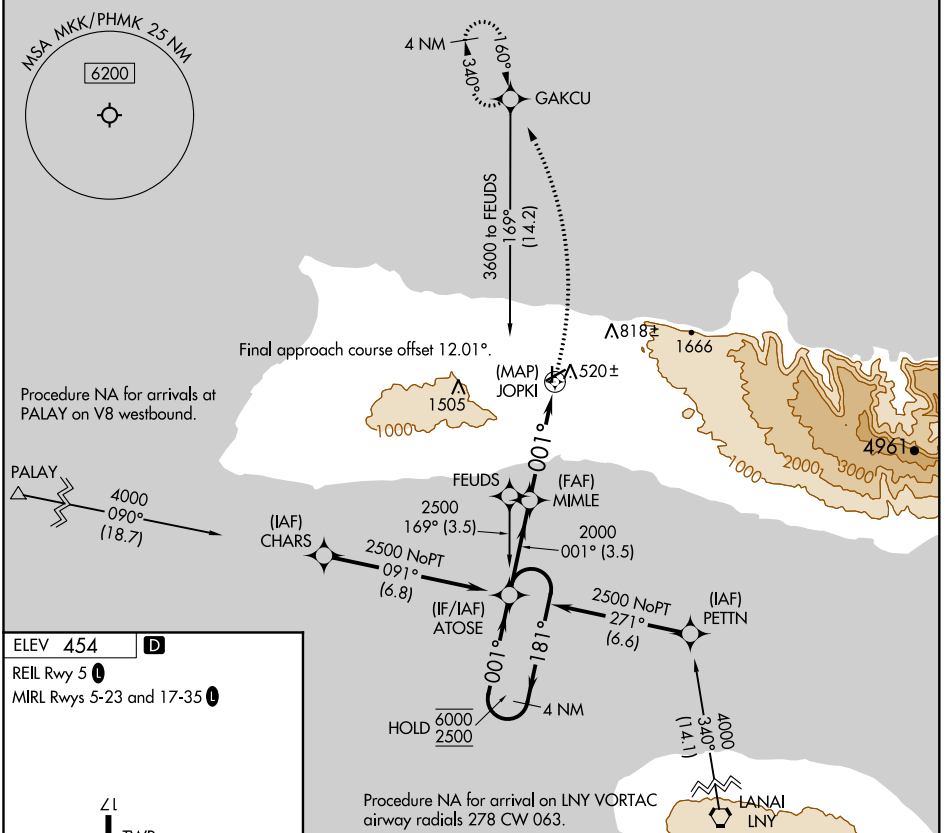 MSA MKK/PHMK 25 NM
6200
4 NM
340°
160°
GAKCU
3600 to FEUDS
169°
(14.2)
Final approach course offset 12.01°.
818±
1666
(MAP)
JOPKI
520±
Procedure NA for arrivals at
PALAY on V8 westbound.
1505
1000
4961
1000
2000
3000
001°
PALAY
4000
090°
(18.7)
FEUDS
(FAF)
MIMLE
2500
169° (3.5)
2000
001° (3.5)
(IAF)
CHARS
2500 NoPT
091°
(6.8)
(IF/IAF)
ATOSE
2500 NoPT
271°
(6.6)
(IAF)
PETTN
001°
181°
HOLD
6000
2500
4 NM
4000
340°
(14.1)
ELEV 454
D
REIL Rwy 5 L
MIRL Rwys 5-23 and 17-35 L
17
TWR
Procedure NA for arrival on LNY VORTAC
airway radials 278 CW 063.
LANAI
LNY